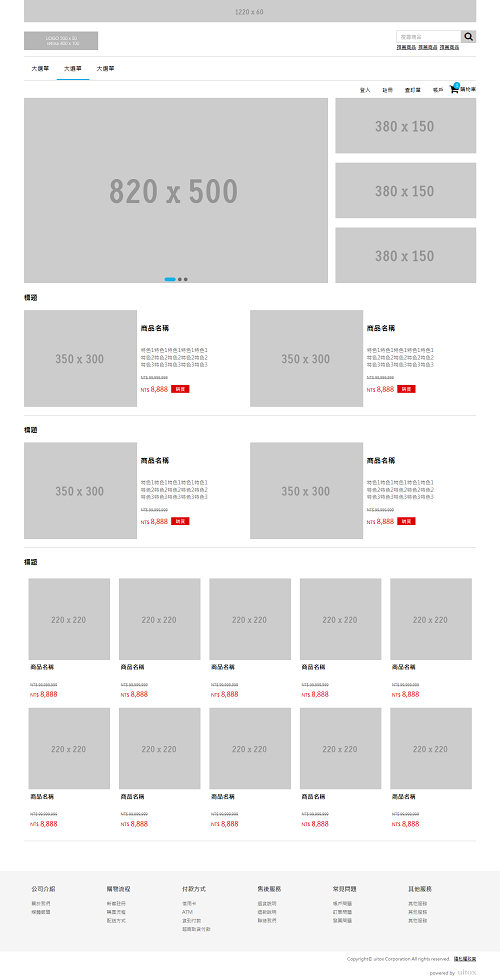 1220 x 60
搜尋商品
推薦商品 推薦商品 推薦商品
大選單 大選單 大選單
登入 註冊 查訂單 帳戶 購物車
820 x 500
380 x 150
380 x 150
380 x 150
標題
350 x 300
商品名稱
特色1特色1特色1特色1特色1
特色2特色2特色2特色2特色2
特色3特色3特色3特色3特色3
NT$ 99,999,999
NT$ 8,888 購買
350 x 300
商品名稱
特色1特色1特色1特色1特色1
特色2特色2特色2特色2特色2
特色3特色3特色3特色3特色3
NT$ 99,999,999
NT$ 8,888 購買
標題
350 x 300
商品名稱
特色1特色1特色1特色1特色1
特色2特色2特色2特色2特色2
特色3特色3特色3特色3特色3
NT$ 99,999,999
NT$ 8,888 購買
350 x 300
商品名稱
特色1特色1特色1特色1特色1
特色2特色2特色2特色2特色2
特色3特色3特色3特色3特色3
NT$ 99,999,999
NT$ 8,888 購買
標題
220 x 220 220 x 220 220 x 220 220 x 220 220 x 220
商品名稱 商品名稱 商品名稱 商品名稱 商品名稱
NT$ 99,999,999 NT$ 99,999,999 NT$ 99,999,999 NT$ 99,999,999 NT$ 99,999,999
NT$ 8,888 NT$ 8,888 NT$ 8,888 NT$ 8,888 NT$ 8,888
220 x 220 220 x 220 220 x 220 220 x 220 220 x 220
商品名稱 商品名稱 商品名稱 商品名稱 商品名稱
NT$ 99,999,999 NT$ 99,999,999 NT$ 99,999,999 NT$ 99,999,999 NT$ 99,999,999
NT$ 8,888 NT$ 8,888 NT$ 8,888 NT$ 8,888 NT$ 8,888
公司介紹 購物流程 付款方式 售後服務 常見問題 其他服務
關於我們 新會註冊 信用卡 退貨說明 帳戶問題 其他服務
媒體報導 購買流程 ATM 退款說明 訂單問題 其他服務
配送方式 貨到付款 聯絡我們 發票問題 其他服務
超商取貨付款
Copyright© uitox Corporation All rights reserved. 隱私權政策
powered by uitox